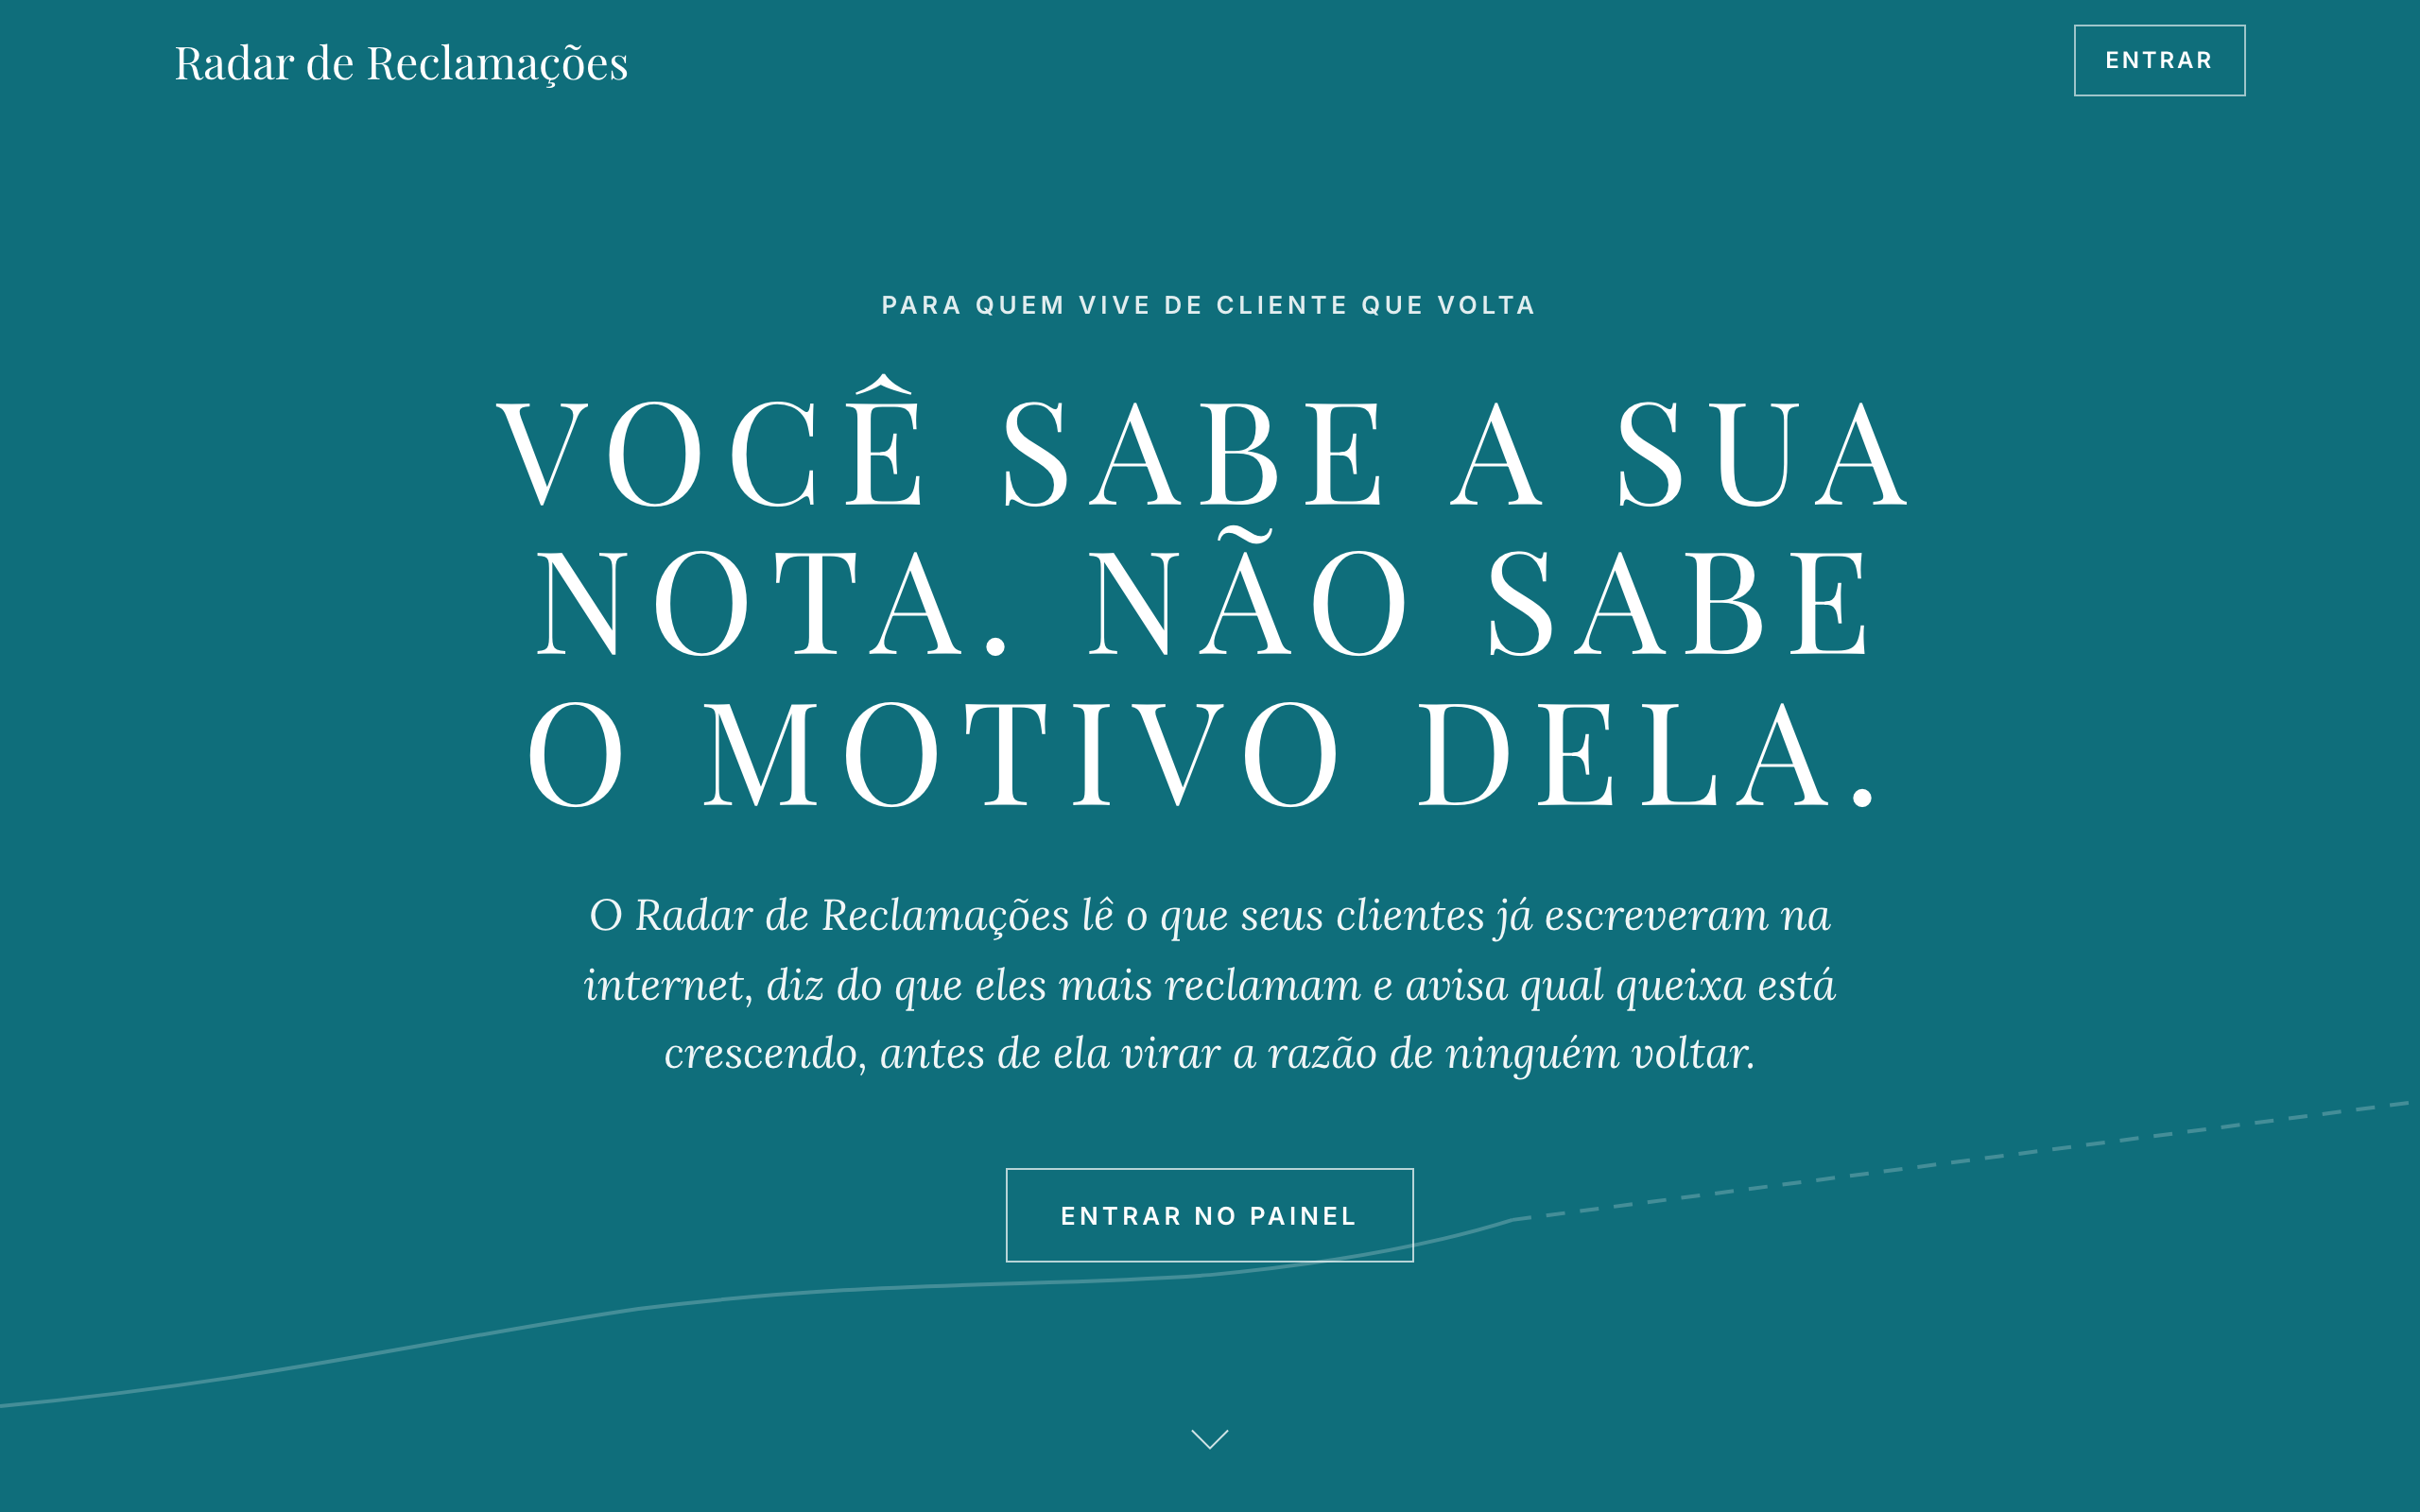 Radar de Reclamações
ENTRAR
PARA QUEM VIVE DE CLIENTE QUE VOLTA
VOCÊ SABE A SUA
NOTA. NÃO SABE
O MOTIVO DELA.
O Radar de Reclamações lê o que seus clientes já escreveram na
internet, diz do que eles mais reclamam e avisa qual queixa está
crescendo, antes de ela virar a razão de ninguém voltar.
ENTRAR NO PAINEL